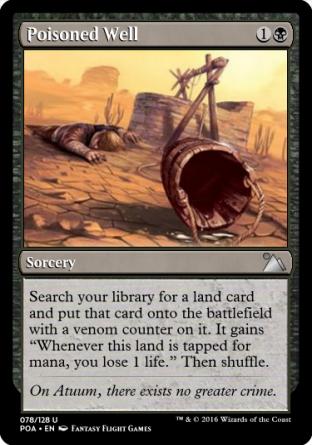 Poisoned Well 1
Sorcery
Search your library for a land card
and put that card onto the battlefield
with a venom counter on it. It gains
“Whenever this land is tapped for
mana, you lose 1 life.” Then shuffle.
On Atuum, there exists no greater crime.
078/128 U
POA • EN Fantasy Flight Games
™ & © 2016 Wizards of the Coast